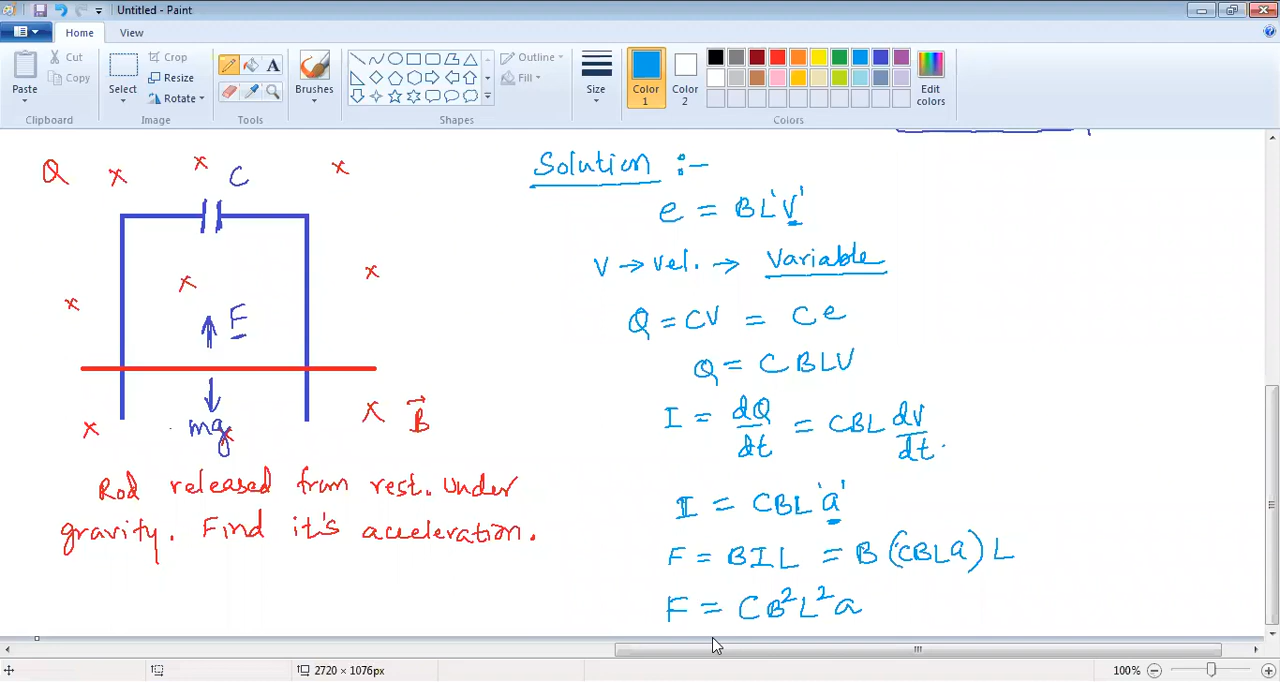 Untitled - Paint
Home View
Paste
Cut
Copy
Clipboard
Select
Crop
Resize
Rotate
Image
A
Tools
Brushes
Shapes
Outline
Fill
Size
Color 1
Color 2
Edit colors
Colors
Q x x C x
x x x
F
mg
x x x B⃗
Rod released from rest. Under
gravity. Find it's acceleration.
Solution :-
e = BL'V'
V → Vel. → Variable
Q = CV = Ce
Q = CBLV
I = dQ/dt = CBL dV/dt.
I = CBL'a'
F = BIL = B(CBLa)L
F = CB²L²a
2720 × 1076px
100%